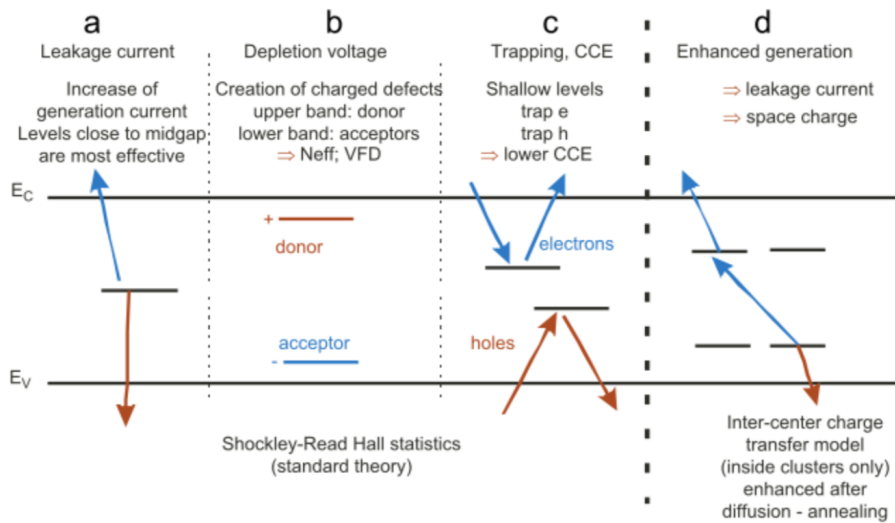 a
Leakage current
Increase of
generation current
Levels close to midgap
are most effective
b
Depletion voltage
Creation of charged defects
upper band: donor
lower band: acceptors
⇒ Neff; VFD
c
Trapping, CCE
Shallow levels
trap e
trap h
⇒ lower CCE
d
Enhanced generation
⇒ leakage current
⇒ space charge
E_C
+
donor
electrons
acceptor
-
holes
E_V
Shockley-Read Hall statistics
(standard theory)
Inter-center charge
transfer model
(inside clusters only)
enhanced after
diffusion - annealing